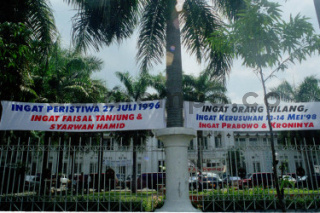 INGAT PERISTIWA 27 JULI 1996
INGAT FAISAL TANJUNG &
SYARWAN HAMID
INGAT ORANG HILANG,
INGAT KERUSUHAN 13-14 MEI'98
INGAT PRABOWO & KRONINYA